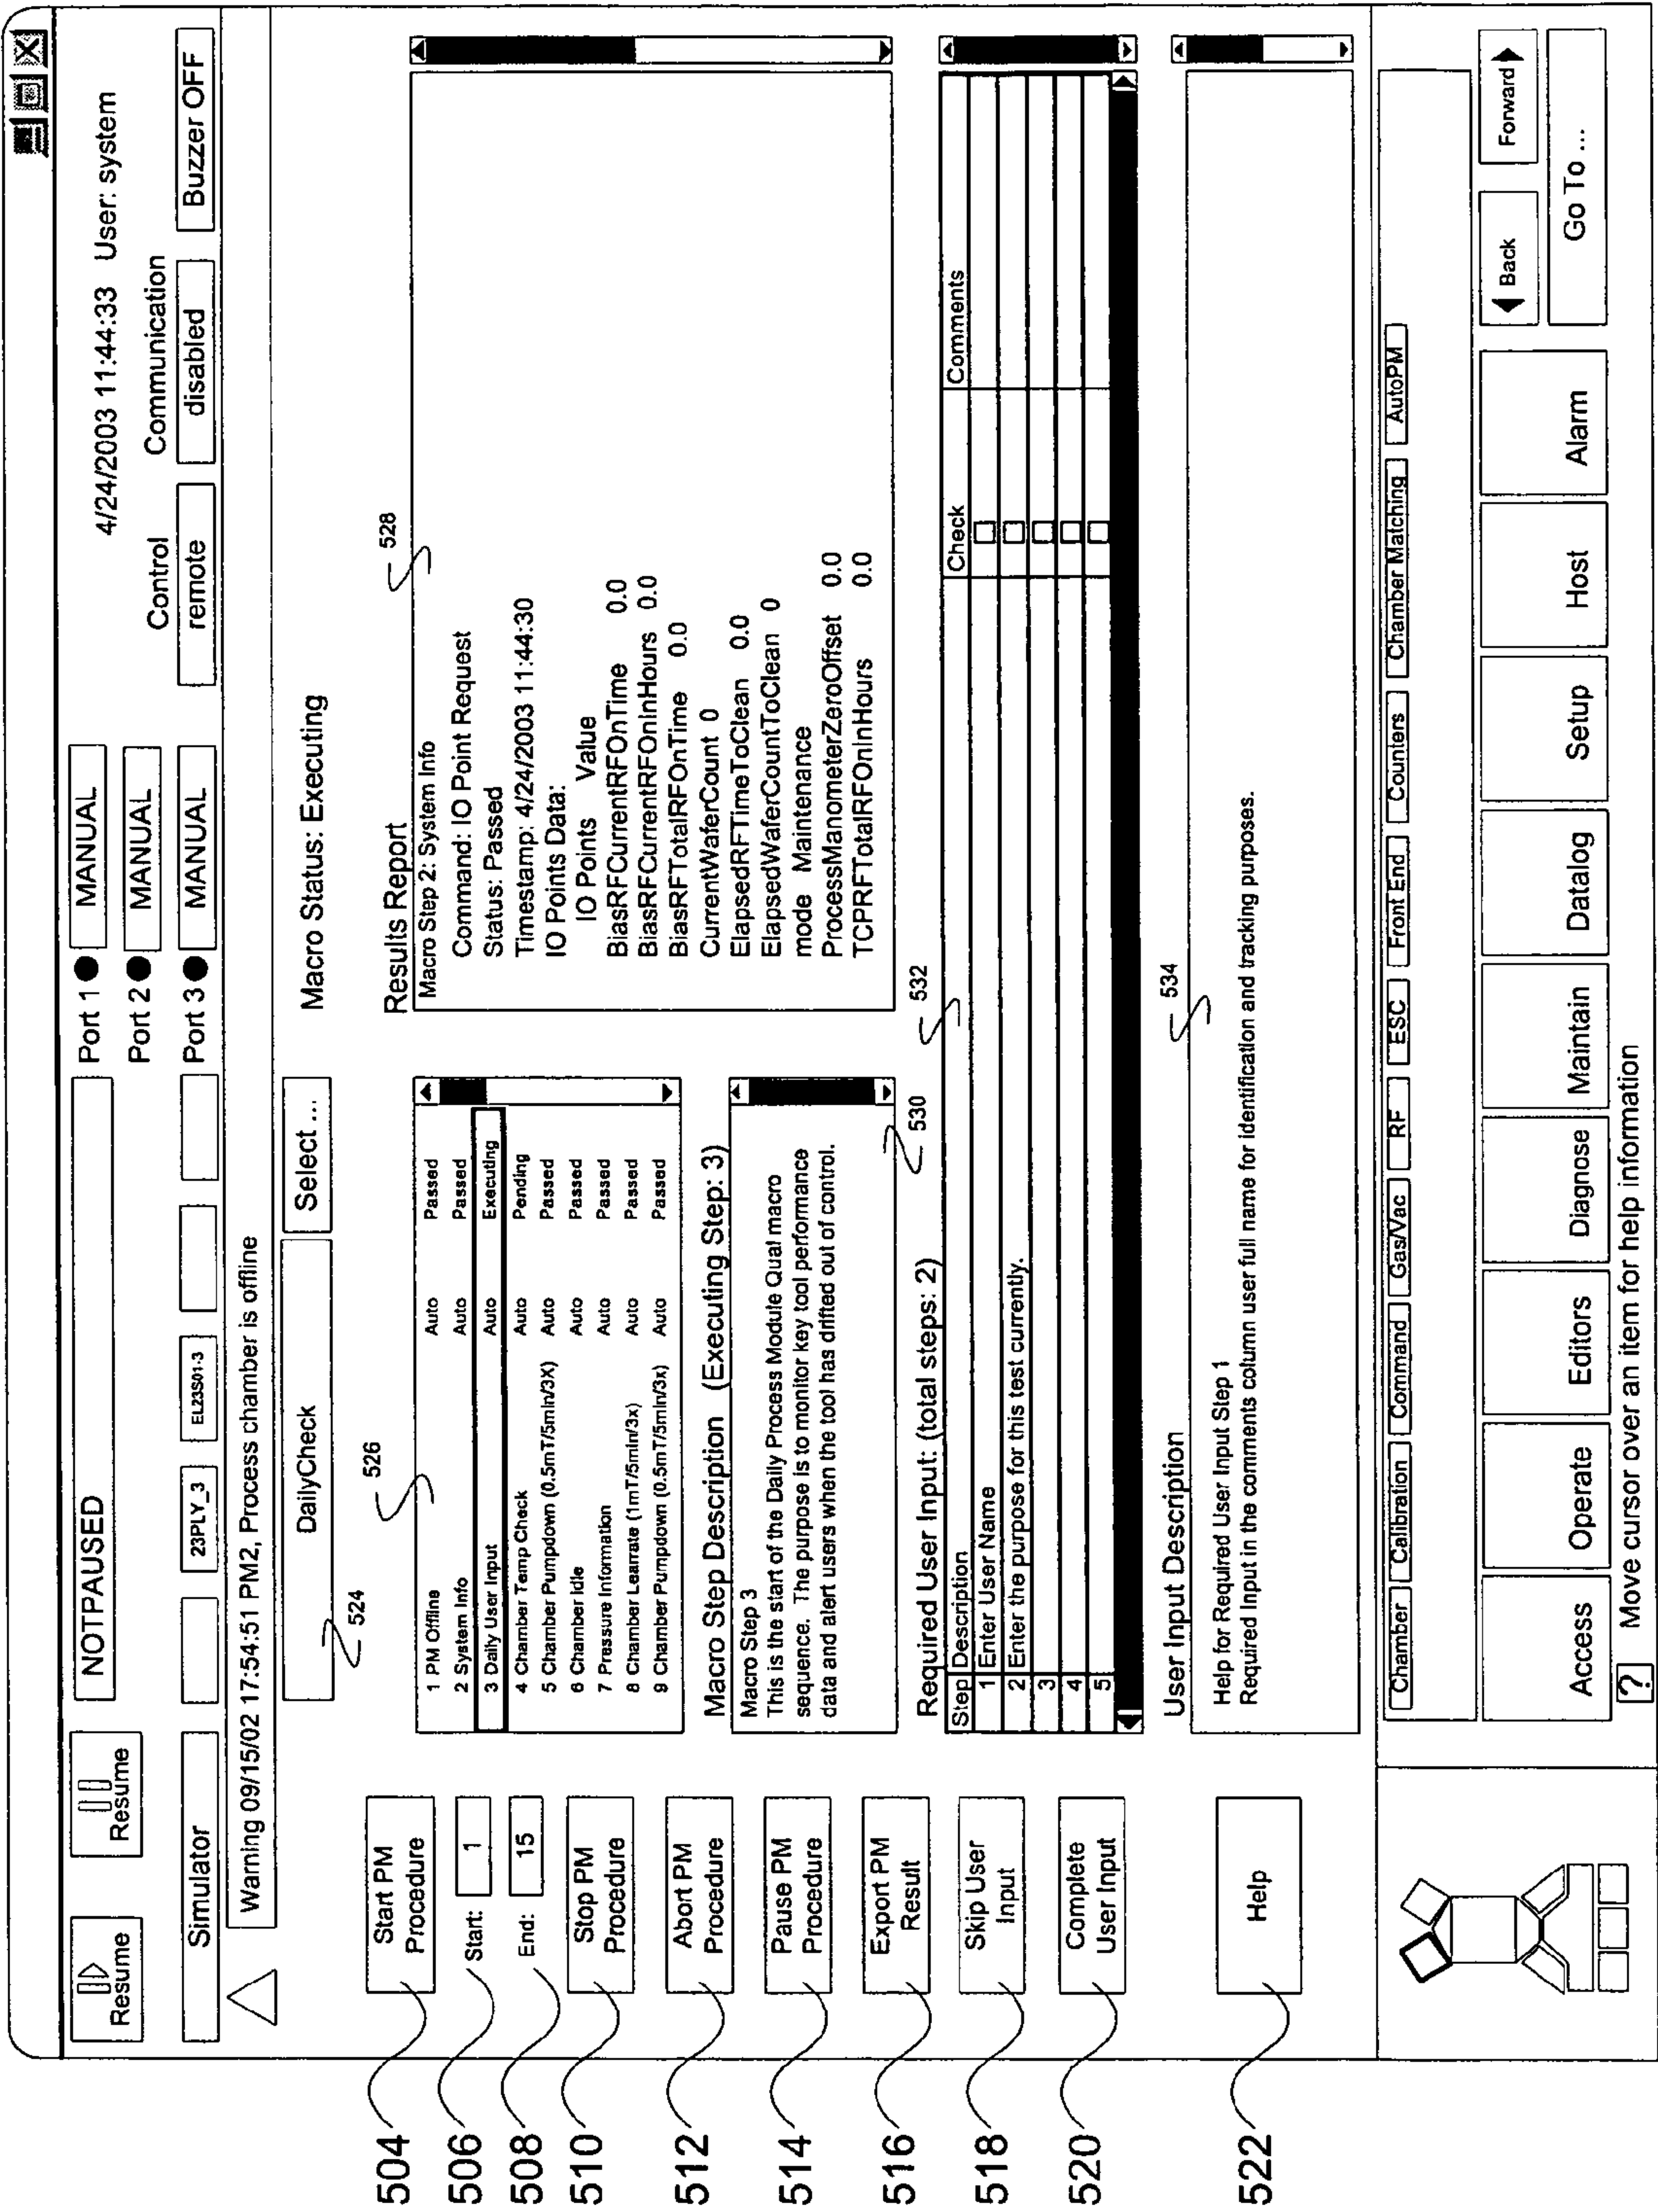 Resume
Resume
NOTPAUSED
Port 1 MANUAL
4/24/2003 11:44:33 User: system
Port 2 MANUAL
Control Communication
Simulator
23PLY_3
EL23S01-3
Port 3 MANUAL
remote
disabled
Buzzer OFF
Warning 09/15/02 17:54:51 PM2, Process chamber is offline
DailyCheck
Select ...
Macro Status: Executing
524
526
528
504
Start PM
Procedure
506
Start: 1
508
End: 15
510
Stop PM
Procedure
512
Abort PM
Procedure
514
Pause PM
Procedure
516
Export PM
Result
518
Skip User
Input
520
Complete
User Input
522
Help
1 PM Offline Auto Passed
2 System Info Auto Passed
3 Daily User Input Auto Executing
4 Chamber Temp Check Auto Pending
5 Chamber Pumpdown (0.5mT/5min/3X) Auto Passed
6 Chamber Idle Auto Passed
7 Pressure Information Auto Passed
8 Chamber Learrate (1mT/5min/3x) Auto Passed
9 Chamber Pumpdown (0.5mT/5min/3x) Auto Passed
Results Report
Macro Step 2: System Info
Command: IO Point Request
Status: Passed
Timestamp: 4/24/2003 11:44:30
IO Points Data:
IO Points Value
BiasRFCurrentRFOnTime 0.0
BiasRFCurrentRFOnInHours 0.0
BiasRFTotalRFOnTime 0.0
CurrentWaferCount 0
ElapsedRFTimeToClean 0.0
ElapsedWaferCountToClean 0
mode Maintenance
ProcessManometerZeroOffset 0.0
TCPRFTotalRFOnInHours 0.0
Macro Step Description (Executing Step: 3)
Macro Step 3
This is the start of the Daily Process Module Qual macro
sequence. The purpose is to monitor key tool performance
data and alert users when the tool has drifted out of control.
530
532
Required User Input: (total steps: 2)
Step Description Check Comments
1 Enter User Name
2 Enter the purpose for this test currently.
3
4
5
User Input Description
534
Help for Required User Input Step 1
Required Input in the comments column user full name for identification and tracking purposes.
Chamber Calibration Command Gas/Vac RF ESC Front End Counters Chamber Matching AutoPM
Access Operate Editors Diagnose Maintain Datalog Setup Host Alarm
Back Forward
Go To ...
? Move cursor over an item for help information